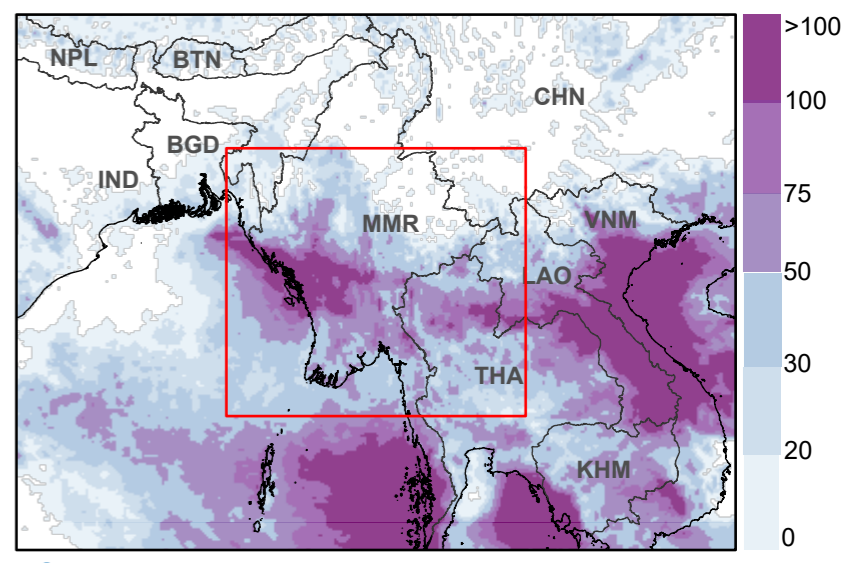 NPL
BTN
CHN
BGD
IND
MMR
VNM
LAO
THA
KHM
>100
100
75
50
30
20
0